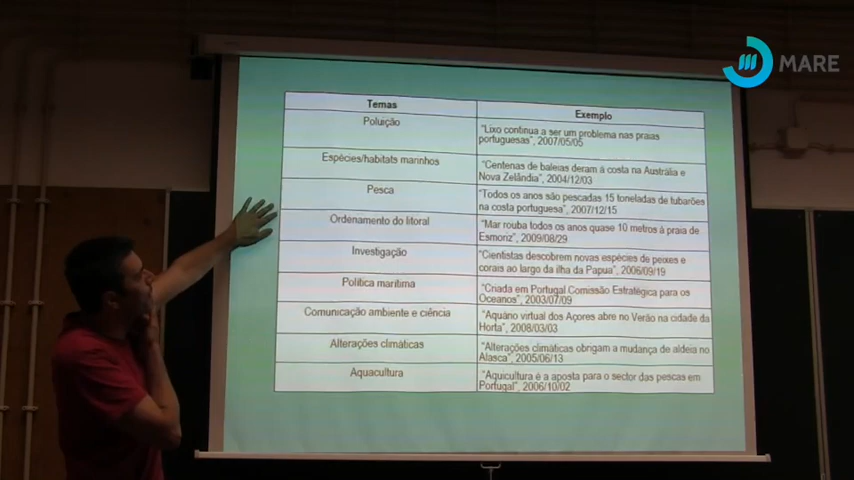 MARE
Temas
Exemplo
Poluição
"Lixo continua a ser um problema nas praias
portuguesas", 2007/05/05
Espécies/habitats marinhos
"Centenas de baleias deram à costa na Austrália e
Nova Zelândia", 2004/12/03
Pesca
"Todos os anos são pescadas 15 toneladas de tubarões
na costa portuguesa", 2007/12/15
Ordenamento do litoral
"Mar rouba todos os anos quase 10 metros à praia de
Esmoriz", 2009/08/29
Investigação
"Cientistas descobrem novas espécies de peixes e
corais ao largo da ilha da Papua", 2006/09/19
Política marítima
"Criada em Portugal Comissão Estratégica para os
Oceanos", 2003/07/09
Comunicação ambiente e ciência
"Aquário virtual dos Açores abre no Verão na cidade da
Horta", 2008/03/03
Alterações climáticas
"Alterações climáticas obrigam a mudança de aldeia no
Alasca", 2005/06/13
Aquacultura
"Aquicultura é a aposta para o sector das pescas em
Portugal", 2006/10/02